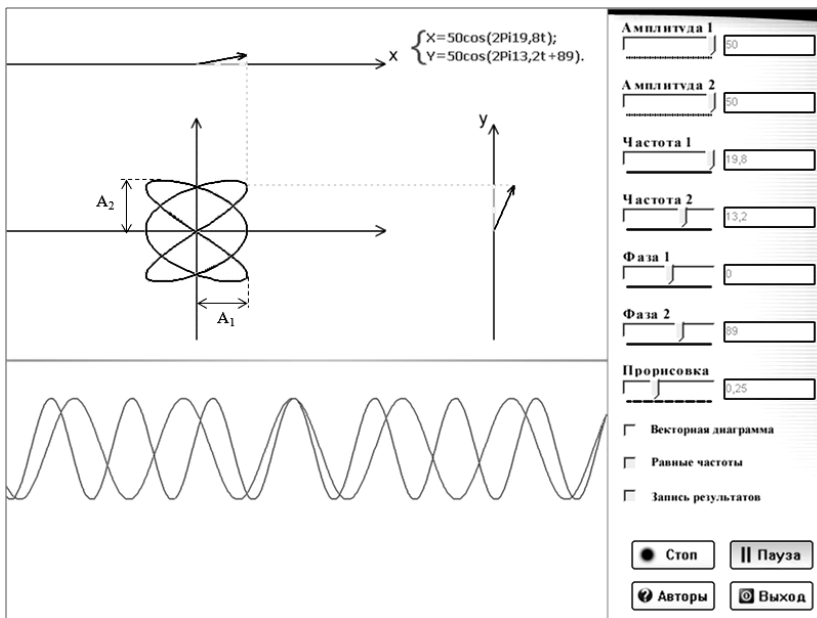 X
X=50cos(2Pi19,8t);
Y=50cos(2Pi13,2t+89).
y
A2
A1
Амплитуда 1
50
Амплитуда 2
50
Частота 1
19,8
Частота 2
13,2
Фаза 1
0
Фаза 2
89
Прорисовка
0,25
Векторная диаграмма
Равные частоты
Запись результатов
Стоп
Пауза
? Авторы
Выход